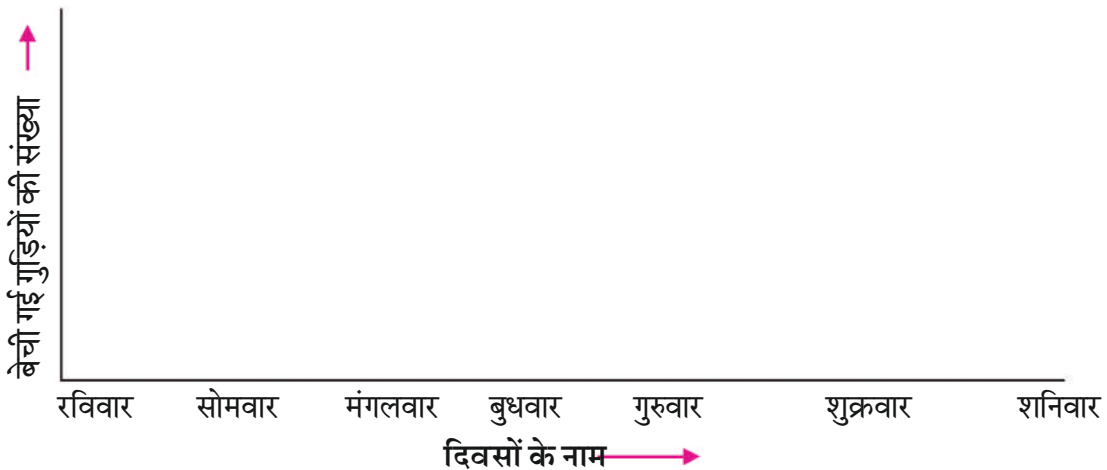 बेची गई गुड़ियों की संख्या
रविवार सोमवार मंगलवार बुधवार गुरुवार शुक्रवार शनिवार
दिवसों के नाम